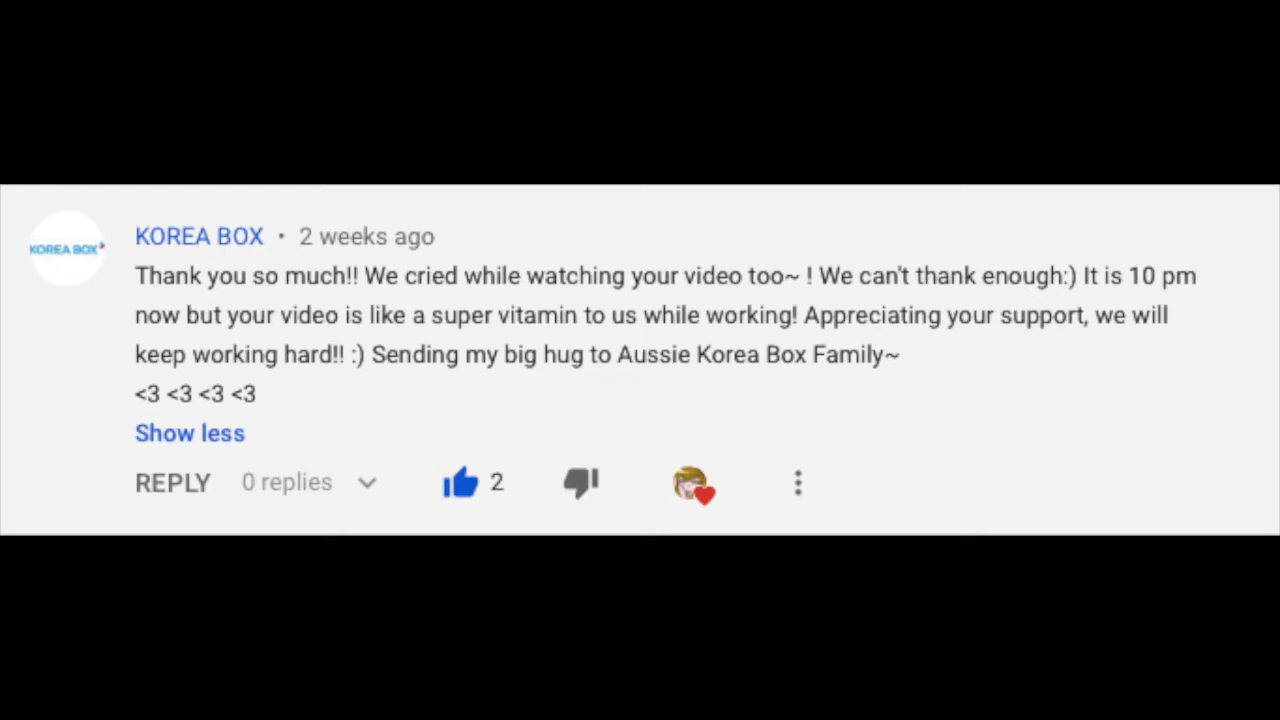 KOREA BOX
KOREA BOX • 2 weeks ago
Thank you so much!! We cried while watching your video too~ ! We can't thank enough:) It is 10 pm
now but your video is like a super vitamin to us while working! Appreciating your support, we will
keep working hard!! :) Sending my big hug to Aussie Korea Box Family~
<3 <3 <3 <3
Show less
REPLY 0 replies 2